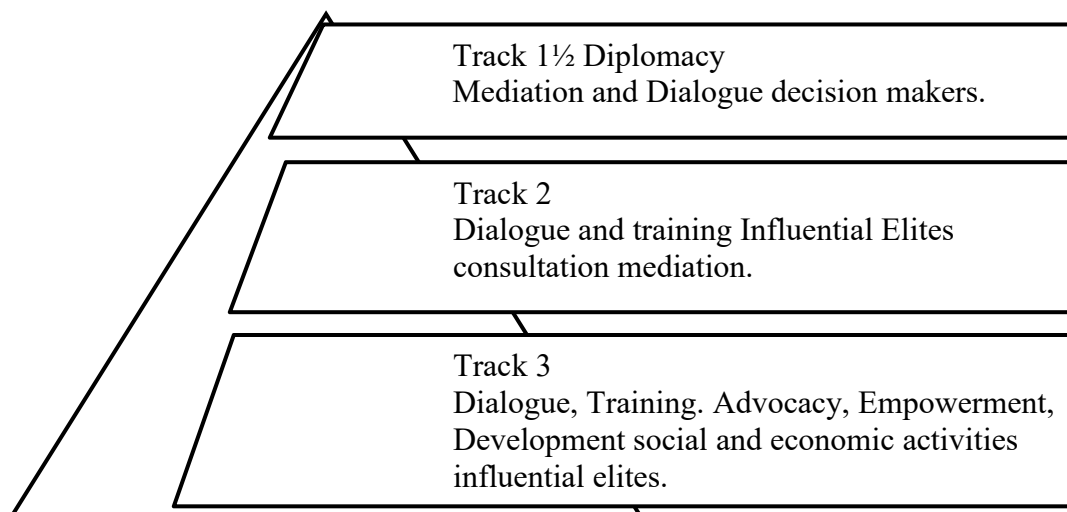 Track 1½ Diplomacy
Mediation and Dialogue decision makers.
Track 2
Dialogue and training Influential Elites
consultation mediation.
Track 3
Dialogue, Training. Advocacy, Empowerment,
Development social and economic activities
influential elites.